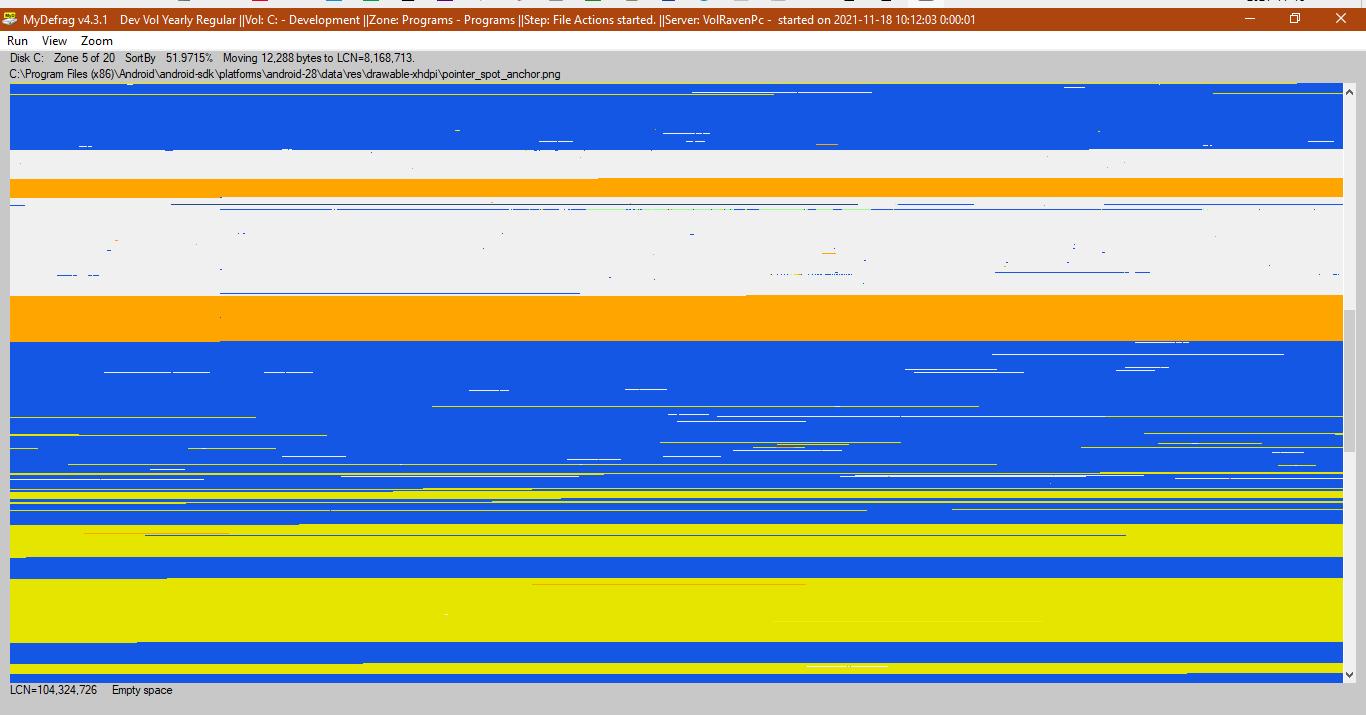 MyDefrag v4.3.1 Dev Vol Yearly Regular ||Vol: C: - Development ||Zone: Programs - Programs ||Step: File Actions started. ||Server: VolRavenPc - started on 2021-11-18 10:12:03 0:00:01
Run View Zoom
Disk C: Zone 5 of 20 SortBy 51.9715% Moving 12,288 bytes to LCN=8,168,713.
C:\Program Files (x86)\Android\android-sdk\platforms\android-28\data\res\drawable-xhdpi\pointer_spot_anchor.png
LCN=104,324,726 Empty space